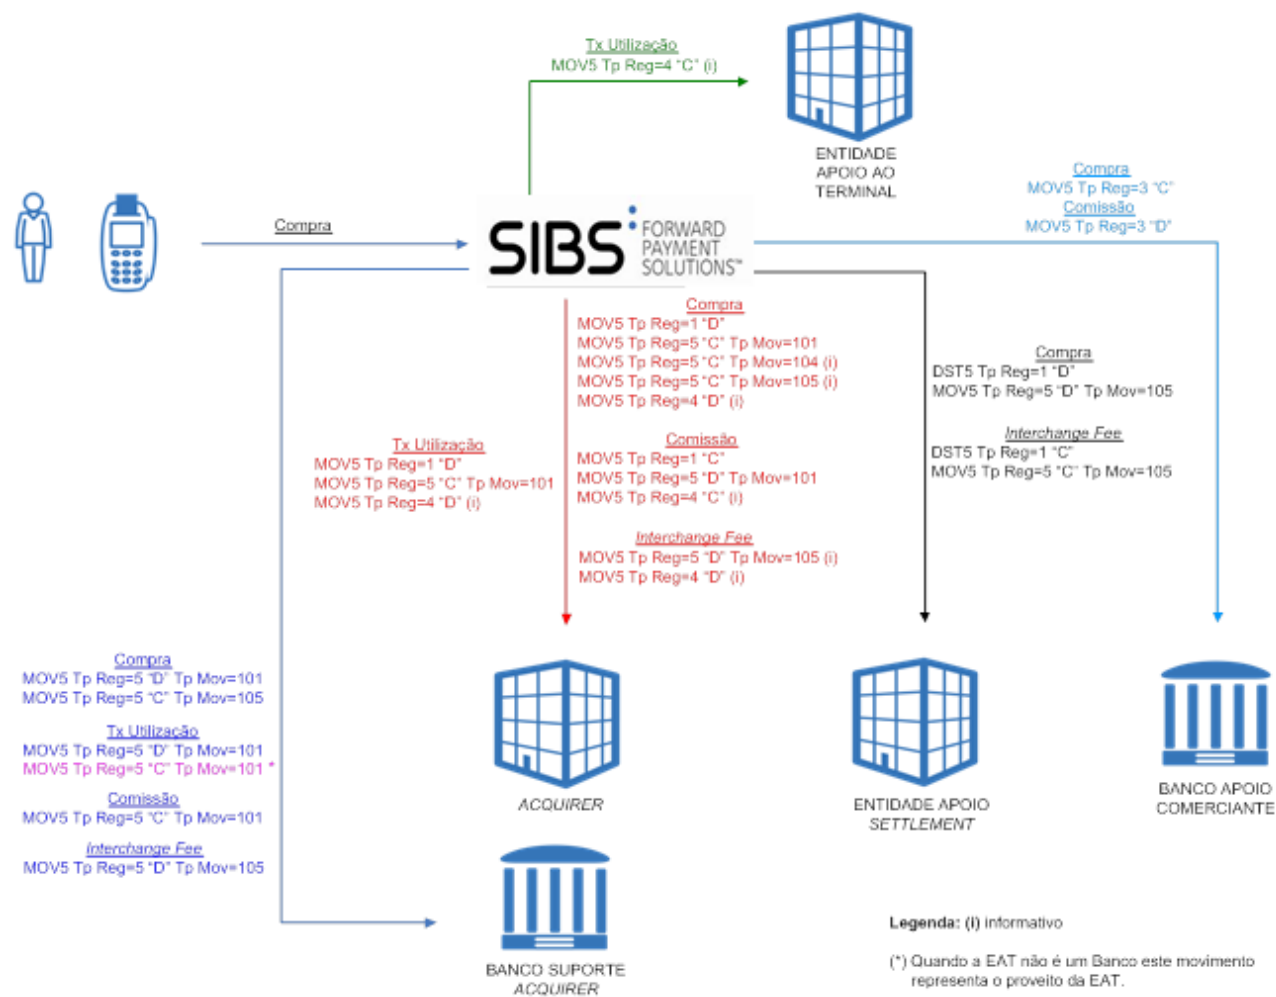 Tx Utilização
MOV5 Tp Reg=4 “C” (i)
ENTIDADE
APOIO AO
TERMINAL
Compra
MOV5 Tp Reg=3 “C”
Comissão
MOV5 Tp Reg=3 “D”
Compra
SIBS FORWARD
PAYMENT
SOLUTIONS™
Compra
MOV5 Tp Reg=1 “D”
MOV5 Tp Reg=5 “C” Tp Mov=101
MOV5 Tp Reg=5 “C” Tp Mov=104 (i)
MOV5 Tp Reg=5 “C” Tp Mov=105 (i)
MOV5 Tp Reg=4 “D” (i)
Comissão
MOV5 Tp Reg=1 “C”
MOV5 Tp Reg=5 “D” Tp Mov=101
MOV5 Tp Reg=4 “C” (i)
Interchange Fee
MOV5 Tp Reg=5 “D” Tp Mov=105 (i)
MOV5 Tp Reg=4 “D” (i)
Tx Utilização
MOV5 Tp Reg=1 “D”
MOV5 Tp Reg=5 “C” Tp Mov=101
MOV5 Tp Reg=4 “D” (i)
Compra
DST5 Tp Reg=1 “D”
MOV5 Tp Reg=5 “D” Tp Mov=105
Interchange Fee
DST5 Tp Reg=1 “C”
MOV5 Tp Reg=5 “C” Tp Mov=105
Compra
MOV5 Tp Reg=5 “D” Tp Mov=101
MOV5 Tp Reg=5 “C” Tp Mov=105
Tx Utilização
MOV5 Tp Reg=5 “D” Tp Mov=101
MOV5 Tp Reg=5 “C” Tp Mov=101 *
Comissão
MOV5 Tp Reg=5 “C” Tp Mov=101
Interchange Fee
MOV5 Tp Reg=5 “D” Tp Mov=105
ACQUIRER
ENTIDADE APOIO
SETTLEMENT
BANCO APOIO
COMERCIANTE
BANCO SUPORTE
ACQUIRER
Legenda: (i) informativo
(*) Quando a EAT não é um Banco este movimento
representa o proveito da EAT.